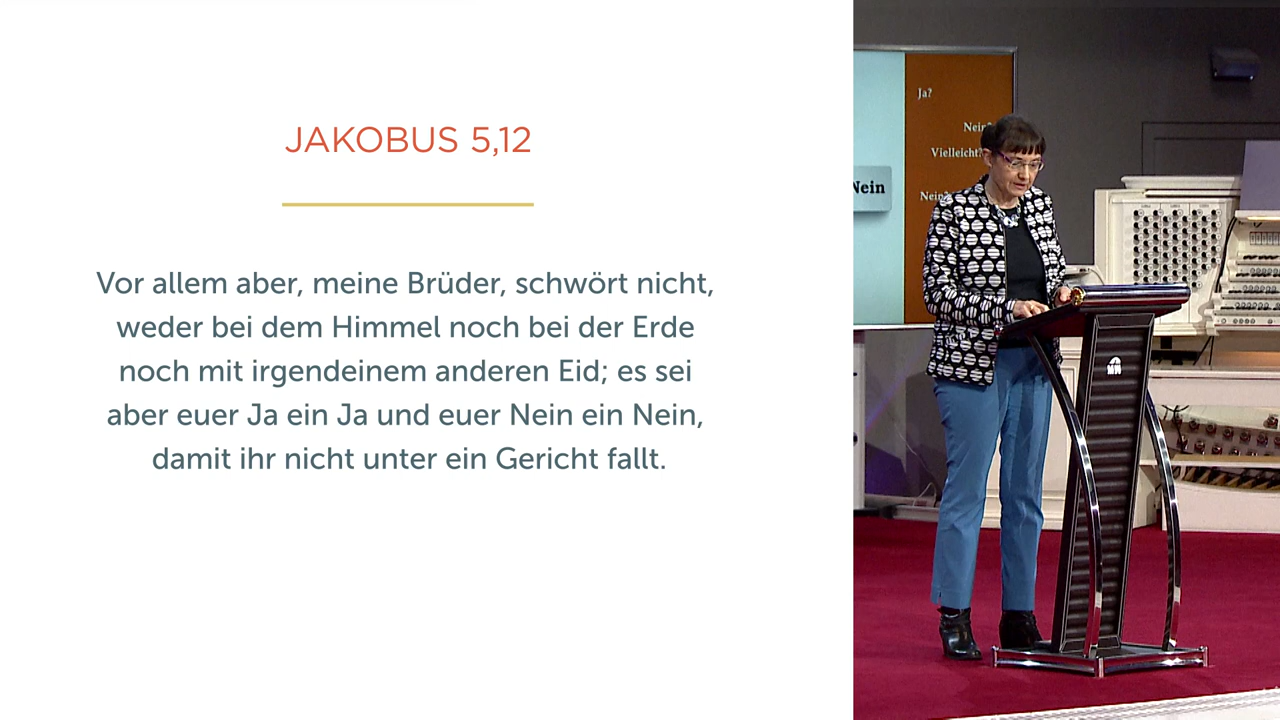 JAKOBUS 5,12
Vor allem aber, meine Brüder, schwört nicht,
weder bei dem Himmel noch bei der Erde
noch mit irgendeinem anderen Eid; es sei
aber euer Ja ein Ja und euer Nein ein Nein,
damit ihr nicht unter ein Gericht fallt.
Ja?
Nein?
Vielleicht?
Nein
Nein?